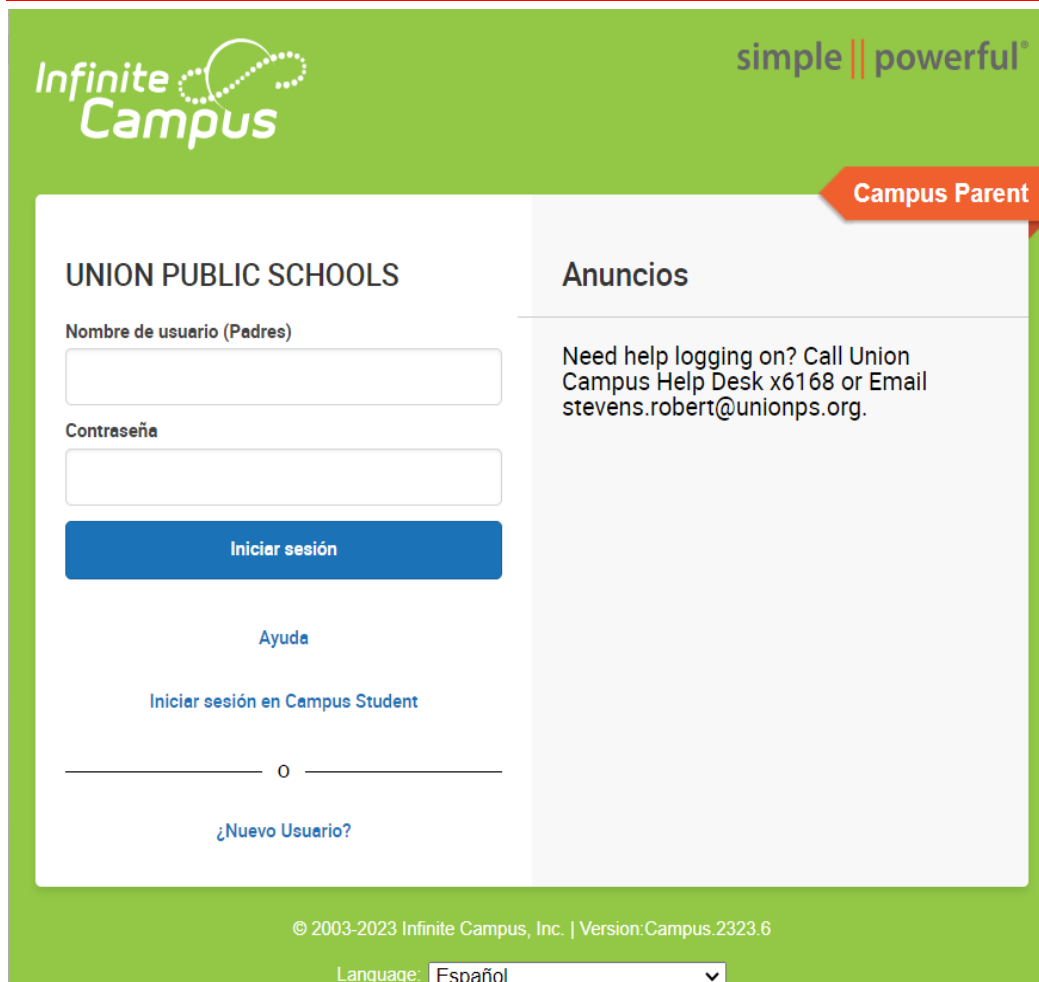 Infinite
Campus
simple || powerful®
Campus Parent
UNION PUBLIC SCHOOLS
Nombre de usuario (Padres)
Contraseña
Iniciar sesión
Ayuda
Iniciar sesión en Campus Student
O
¿Nuevo Usuario?
Anuncios
Need help logging on? Call Union
Campus Help Desk x6168 or Email
stevens.robert@unionps.org.
© 2003-2023 Infinite Campus, Inc. | Version:Campus.2323.6
Language: Español